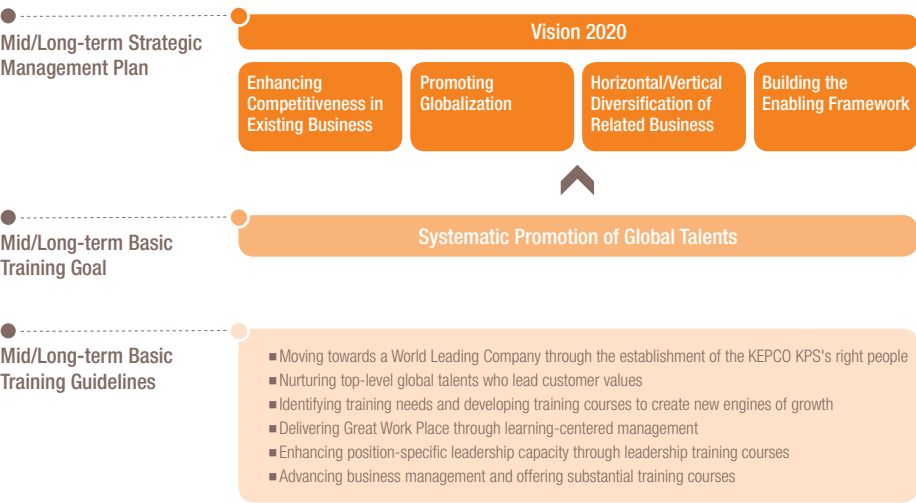 Mid/Long-term Strategic
Management Plan
Vision 2020
Enhancing
Competitiveness in
Existing Business
Promoting
Globalization
Horizontal/Vertical
Diversification of
Related Business
Building the
Enabling Framework
Mid/Long-term Basic
Training Goal
Systematic Promotion of Global Talents
Mid/Long-term Basic
Training Guidelines
■ Moving towards a World Leading Company through the establishment of the KEPCO KPS's right people
■ Nurturing top-level global talents who lead customer values
■ Identifying training needs and developing training courses to create new engines of growth
■ Delivering Great Work Place through learning-centered management
■ Enhancing position-specific leadership capacity through leadership training courses
■ Advancing business management and offering substantial training courses